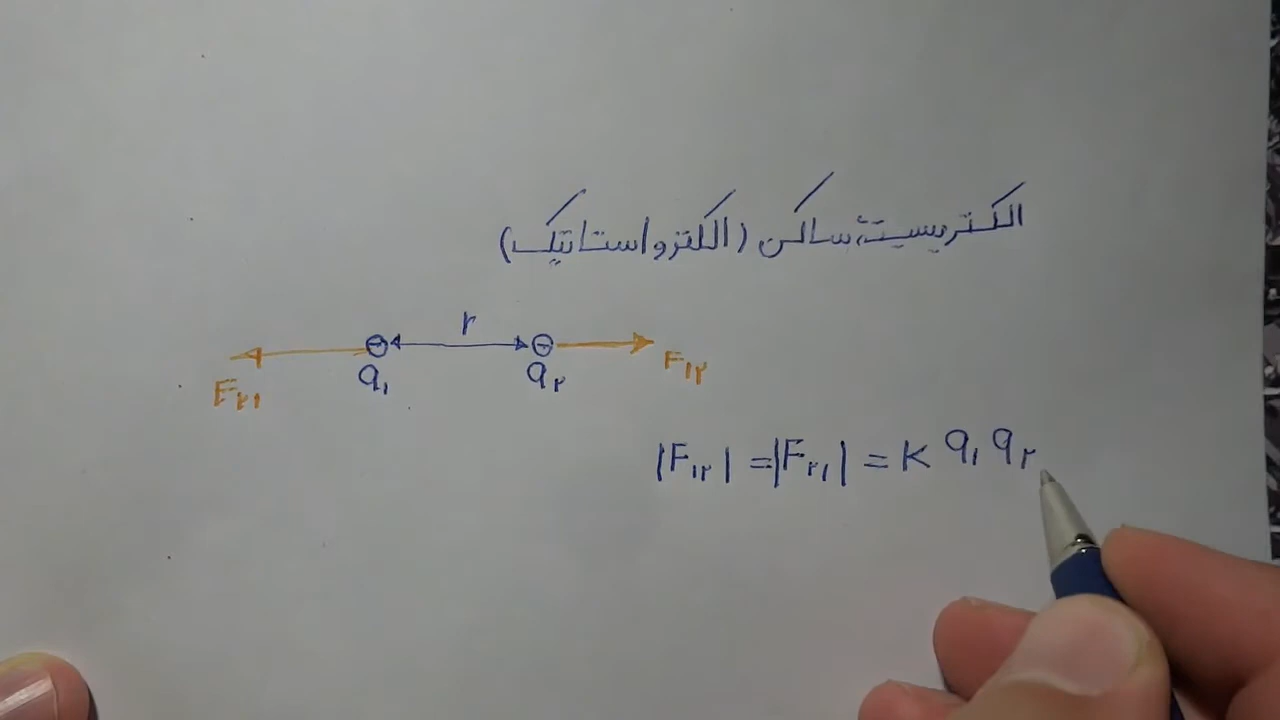 الکتریسیتهٔ ساکن (الکترواستاتیک)
r
q۱ q۲
F۲۱ F۱۲
|F۱۲| = |F۲۱| = K q۱ q۲